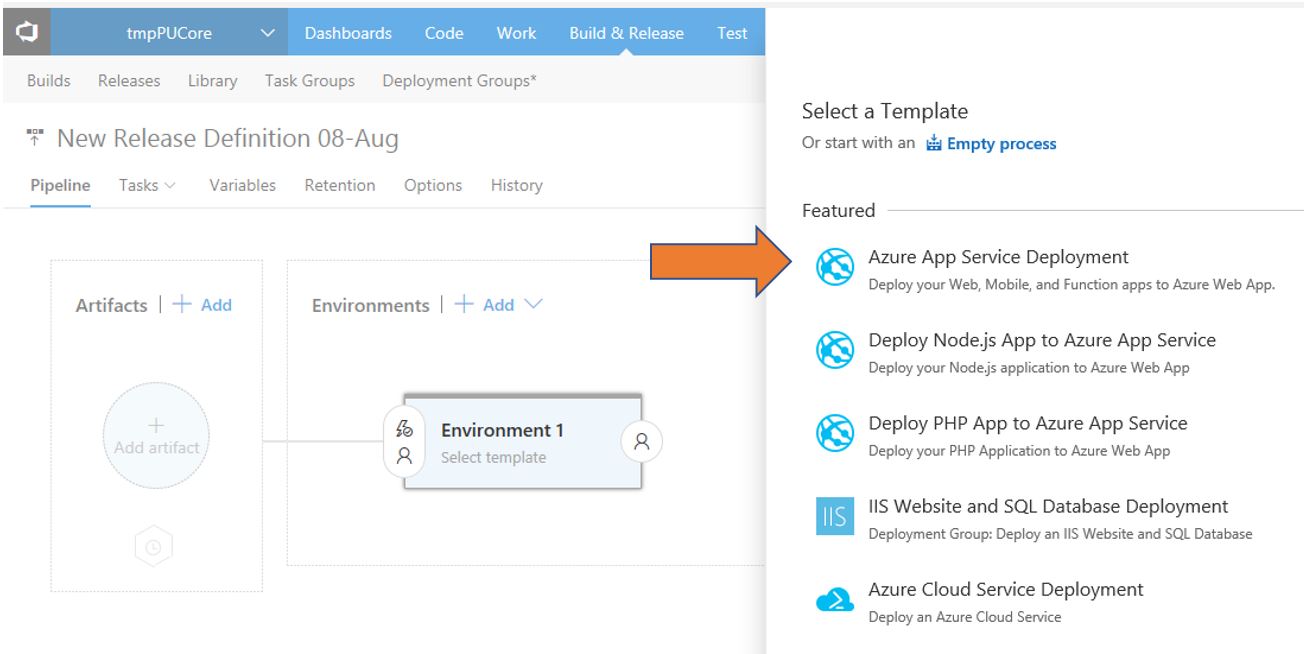 tmpPUCore
Dashboards Code Work Build & Release Test
Builds Releases Library Task Groups Deployment Groups*
New Release Definition 08-Aug
Pipeline Tasks Variables Retention Options History
Artifacts | + Add
Environments | + Add
+
Add artifact
Environment 1
Select template
Select a Template
Or start with an Empty process
Featured
Azure App Service Deployment
Deploy your Web, Mobile, and Function apps to Azure Web App.
Deploy Node.js App to Azure App Service
Deploy your Node.js application to Azure Web App
Deploy PHP App to Azure App Service
Deploy your PHP Application to Azure Web App
IIS
IIS Website and SQL Database Deployment
Deployment Group: Deploy an IIS Website and SQL Database
Azure Cloud Service Deployment
Deploy an Azure Cloud Service